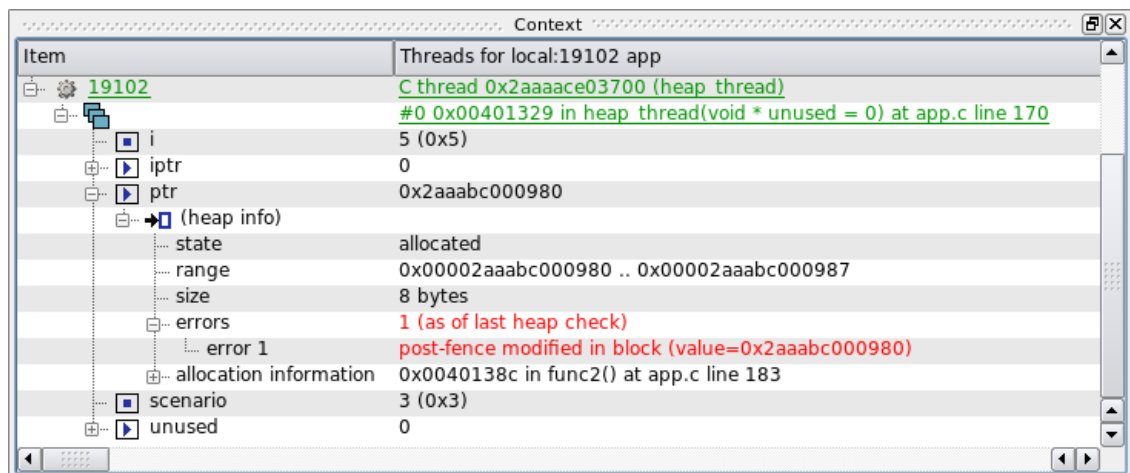 Context
Item Threads for local:19102 app
19102 C thread 0x2aaaace03700 (heap_thread)
#0 0x00401329 in heap_thread(void * unused = 0) at app.c line 170
i 5 (0x5)
iptr 0
ptr 0x2aaabc000980
(heap info)
state allocated
range 0x00002aaabc000980 .. 0x00002aaabc000987
size 8 bytes
errors 1 (as of last heap check)
error 1 post-fence modified in block (value=0x2aaabc000980)
allocation information 0x0040138c in func2() at app.c line 183
scenario 3 (0x3)
unused 0